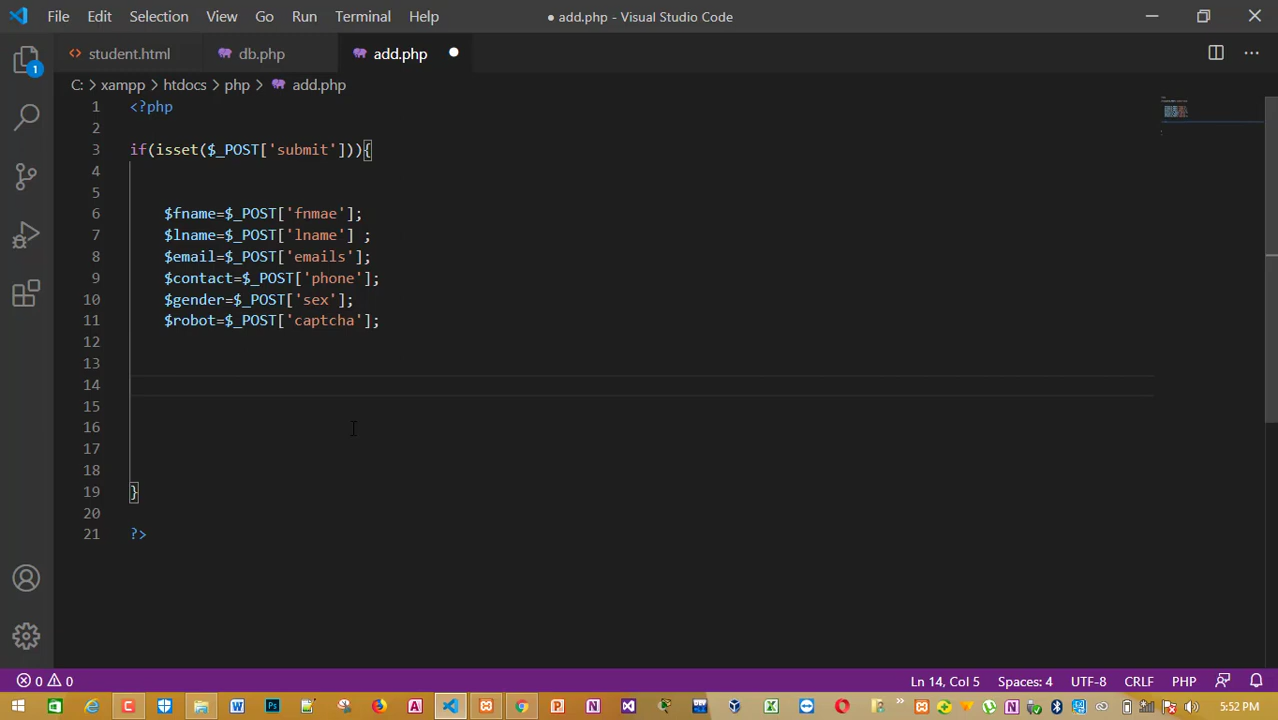 File Edit Selection View Go Run Terminal Help
● add.php - Visual Studio Code
student.html db.php add.php
C: > xampp > htdocs > php > add.php
1 <?php
2
3 if(isset($_POST['submit'])){
4
5
6 $fname=$_POST['fnmae'];
7 $lname=$_POST['lname'] ;
8 $email=$_POST['emails'];
9 $contact=$_POST['phone'];
10 $gender=$_POST['sex'];
11 $robot=$_POST['captcha'];
12
13
14
15
16
17
18
19 }
20
21 ?>
1
0 0 Ln 14, Col 5 Spaces: 4 UTF-8 CRLF PHP
5:52 PM